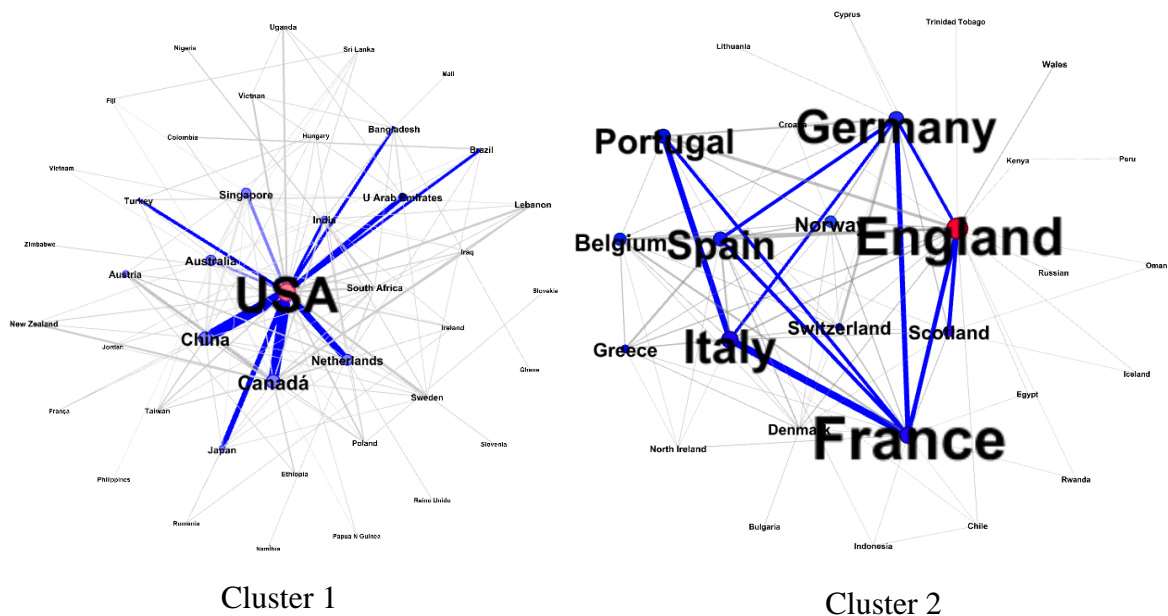 Uganda
Nigeria
Sri Lanka
Mali
Fiji
Victnan
Bangladesh
Colombia
Hungary
Brazil
Vietnam
Turkey
Singapore
U Arab Emirates
Lebanon
India
Zimbabwe
Australia
Iraq
Austria
USA
South Africa
Slovakia
New Zealand
China
Ireland
Jordan
Netherlands
Ghana
Canadá
França
Taiwan
Sweden
Japan
Poland
Slovenia
Philippines
Ethiopia
Reino Unido
Romania
Namibia
Papua N Guinea
Cluster 1
Cyprus
Trinidad Tobago
Lithuania
Wales
Croatia
Germany
Portugal
Kenya
Peru
Norway
England
Belgium
Spain
Russian
Oman
Switzerland
Scotland
Greece
Italy
Iceland
Egypt
Denmark
France
North Ireland
Rwanda
Bulgaria
Chile
Indonesia
Cluster 2